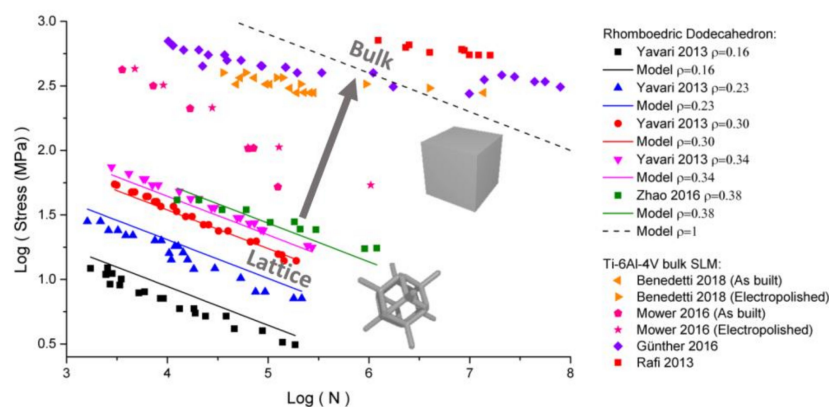 3.0
2.5
2.0
1.5
1.0
0.5
Log ( Stress (MPa))
3
4
5
6
7
8
Log ( N )
Bulk
Lattice
Rhomboedric Dodecahedron:
Yavari 2013 ρ=0.16
Model ρ=0.16
Yavari 2013 ρ=0.23
Model ρ=0.23
Yavari 2013 ρ=0.30
Model ρ=0.30
Yavari 2013 ρ=0.34
Model ρ=0.34
Zhao 2016 ρ=0.38
Model ρ=0.38
Model ρ=1
Ti-6Al-4V bulk SLM:
Benedetti 2018 (As built)
Benedetti 2018 (Electropolished)
Mower 2016 (As built)
Mower 2016 (Electropolished)
Günther 2016
Rafi 2013